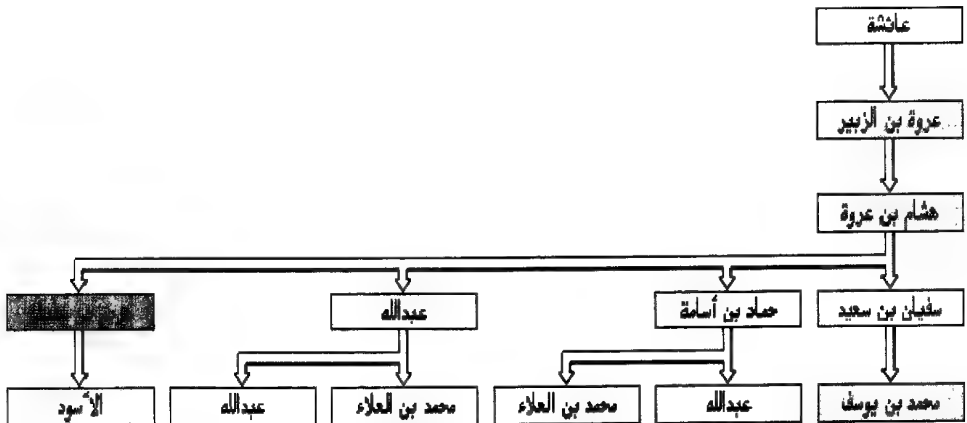 عائشة
عروة بن الزبير
هشام بن عروة
سفيان بن سعيد
حماد بن أسامة
عبدالله
محمد بن يوسف
عبدالله
محمد بن العلاء
محمد بن العلاء
عبدالله
الأسود